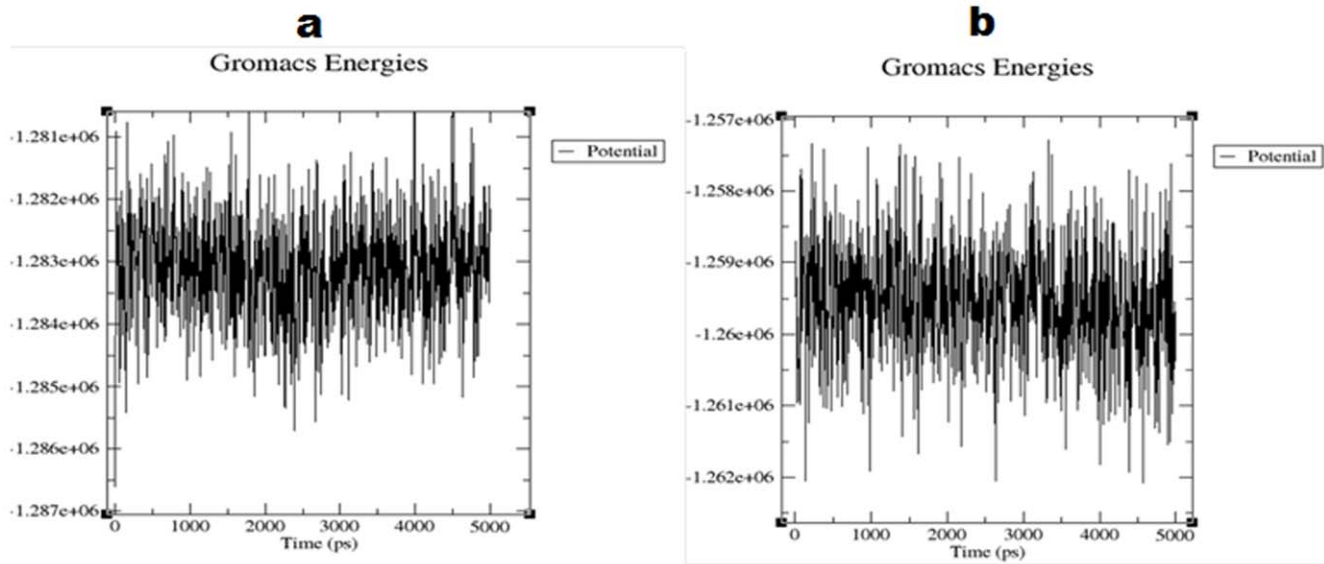 a
Gromacs Energies
-1.281e+06
-1.282e+06
-1.283e+06
-1.284e+06
-1.285e+06
-1.286e+06
-1.287e+06
0 1000 2000 3000 4000 5000
Time (ps)
Potential
b
Gromacs Energies
-1.257e+06
-1.258e+06
-1.259e+06
-1.26e+06
-1.261e+06
-1.262e+06
0 1000 2000 3000 4000 5000
Time (ps)
Potential